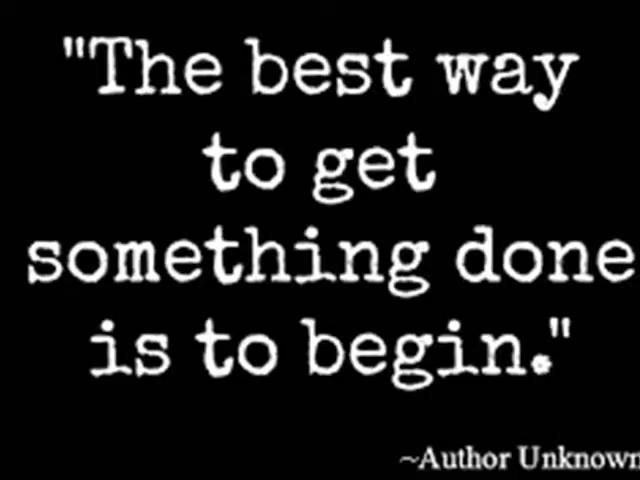 "The best way
to get
something done
is to begin."
~Author Unknown